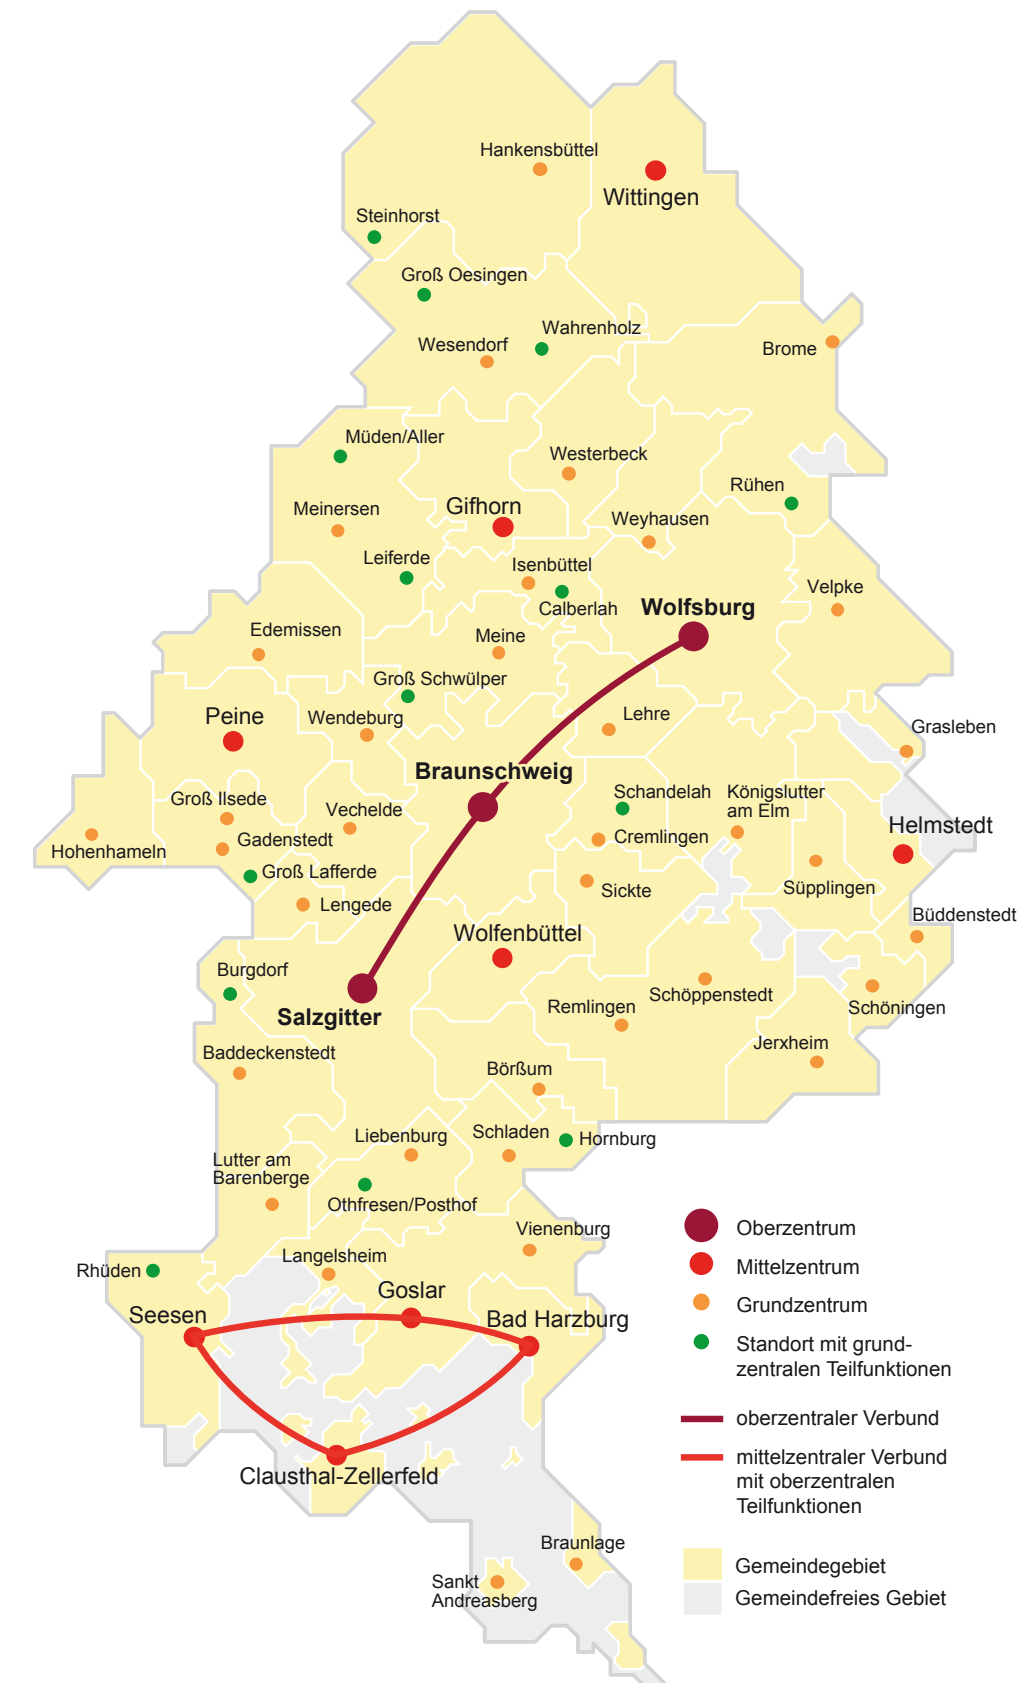 Hankensbüttel
Wittingen
Steinhorst
Groß Oesingen
Wahrenholz
Wesendorf
Brome
Müden/Aller
Westerbeck
Rühen
Meinersen
Gifhorn
Weyhausen
Leiferde
Isenbüttel
Velpke
Calberlah
Wolfsburg
Edemissen
Meine
Groß Schwülper
Peine
Wendeburg
Lehre
Grasleben
Braunschweig
Groß Ilsede
Vechelde
Schandelah
Königslutter
am Elm
Helmstedt
Hohenhameln
Gadenstedt
Cremlingen
Groß Lafferde
Sickte
Süpplingen
Lengede
Büddenstedt
Wolfenbüttel
Burgdorf
Schöppenstedt
Salzgitter
Remlingen
Schöningen
Baddeckenstedt
Jerxheim
Börßum
Liebenburg
Schladen
Hornburg
Lutter am
Barenberge
Othfresen/Posthof
Vienenburg
Langelsheim
Rhüden
Goslar
Seesen
Bad Harzburg
Clausthal-Zellerfeld
Braunlage
Sankt
Andreasberg
Oberzentrum
Mittelzentrum
Grundzentrum
Standort mit grund-
zentralen Teilfunktionen
oberzentraler Verbund
mittelzentraler Verbund
mit oberzentralen
Teilfunktionen
Gemeindegebiet
Gemeindefreies Gebiet